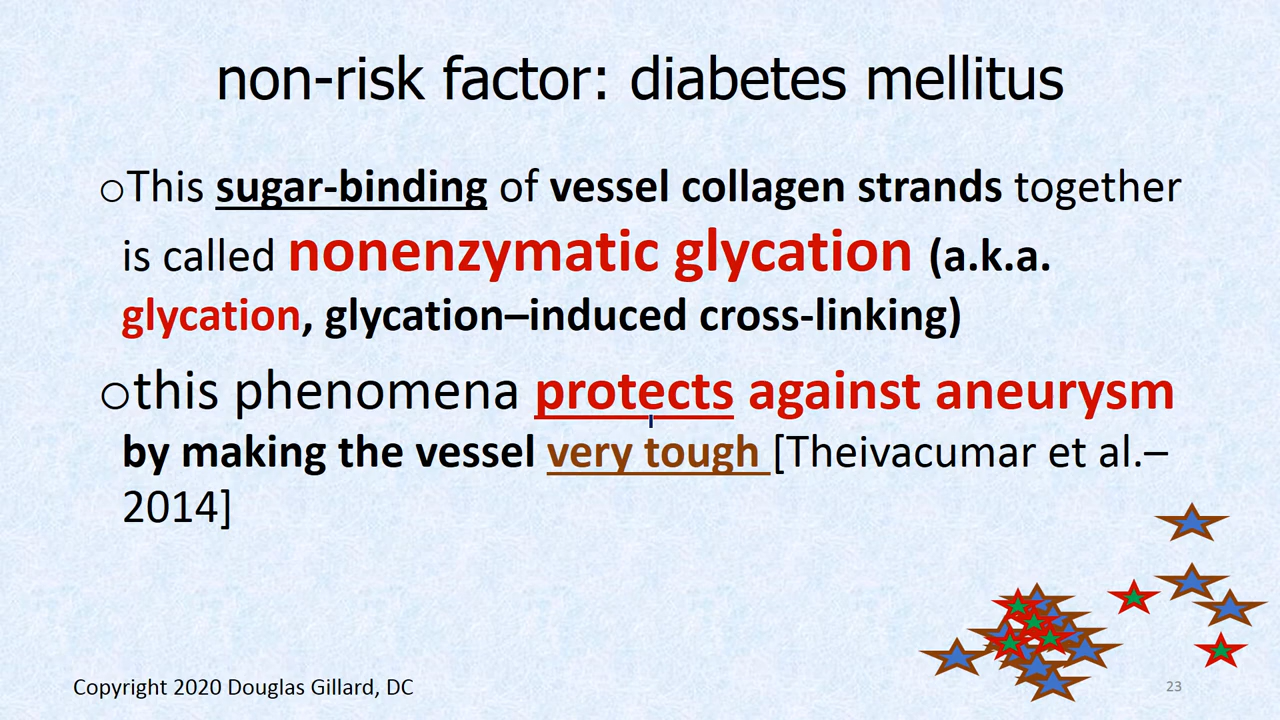 non-risk factor: diabetes mellitus
○This sugar-binding of vessel collagen strands together
is called nonenzymatic glycation (a.k.a.
glycation, glycation–induced cross-linking)
○this phenomena protects against aneurysm
by making the vessel very tough [Theivacumar et al.–
2014]
Copyright 2020 Douglas Gillard, DC
23